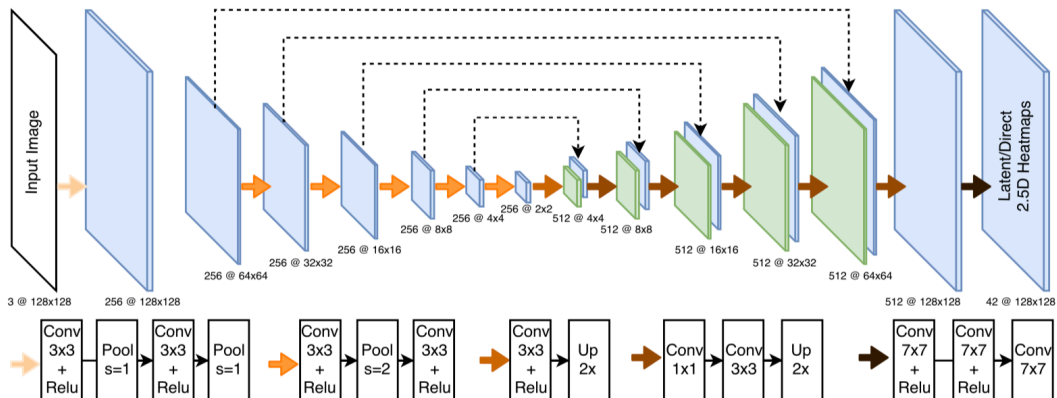 Input Image
3 @ 128x128
256 @ 128x128
256 @ 64x64
256 @ 32x32
256 @ 16x16
256 @ 8x8
256 @ 4x4
256 @ 2x2
512 @ 4x4
512 @ 8x8
512 @ 16x16
512 @ 32x32
512 @ 64x64
512 @ 128x128
Latent/Direct
2.5D Heatmaps
42 @ 128x128
Conv
3x3
+
Relu
Pool
s=1
Conv
3x3
+
Relu
Pool
s=1
Conv
3x3
+
Relu
Pool
s=2
Conv
3x3
+
Relu
Conv
3x3
+
Relu
Up
2x
Conv
1x1
Conv
3x3
Up
2x
Conv
7x7
+
Relu
Conv
7x7
+
Relu
Conv
7x7